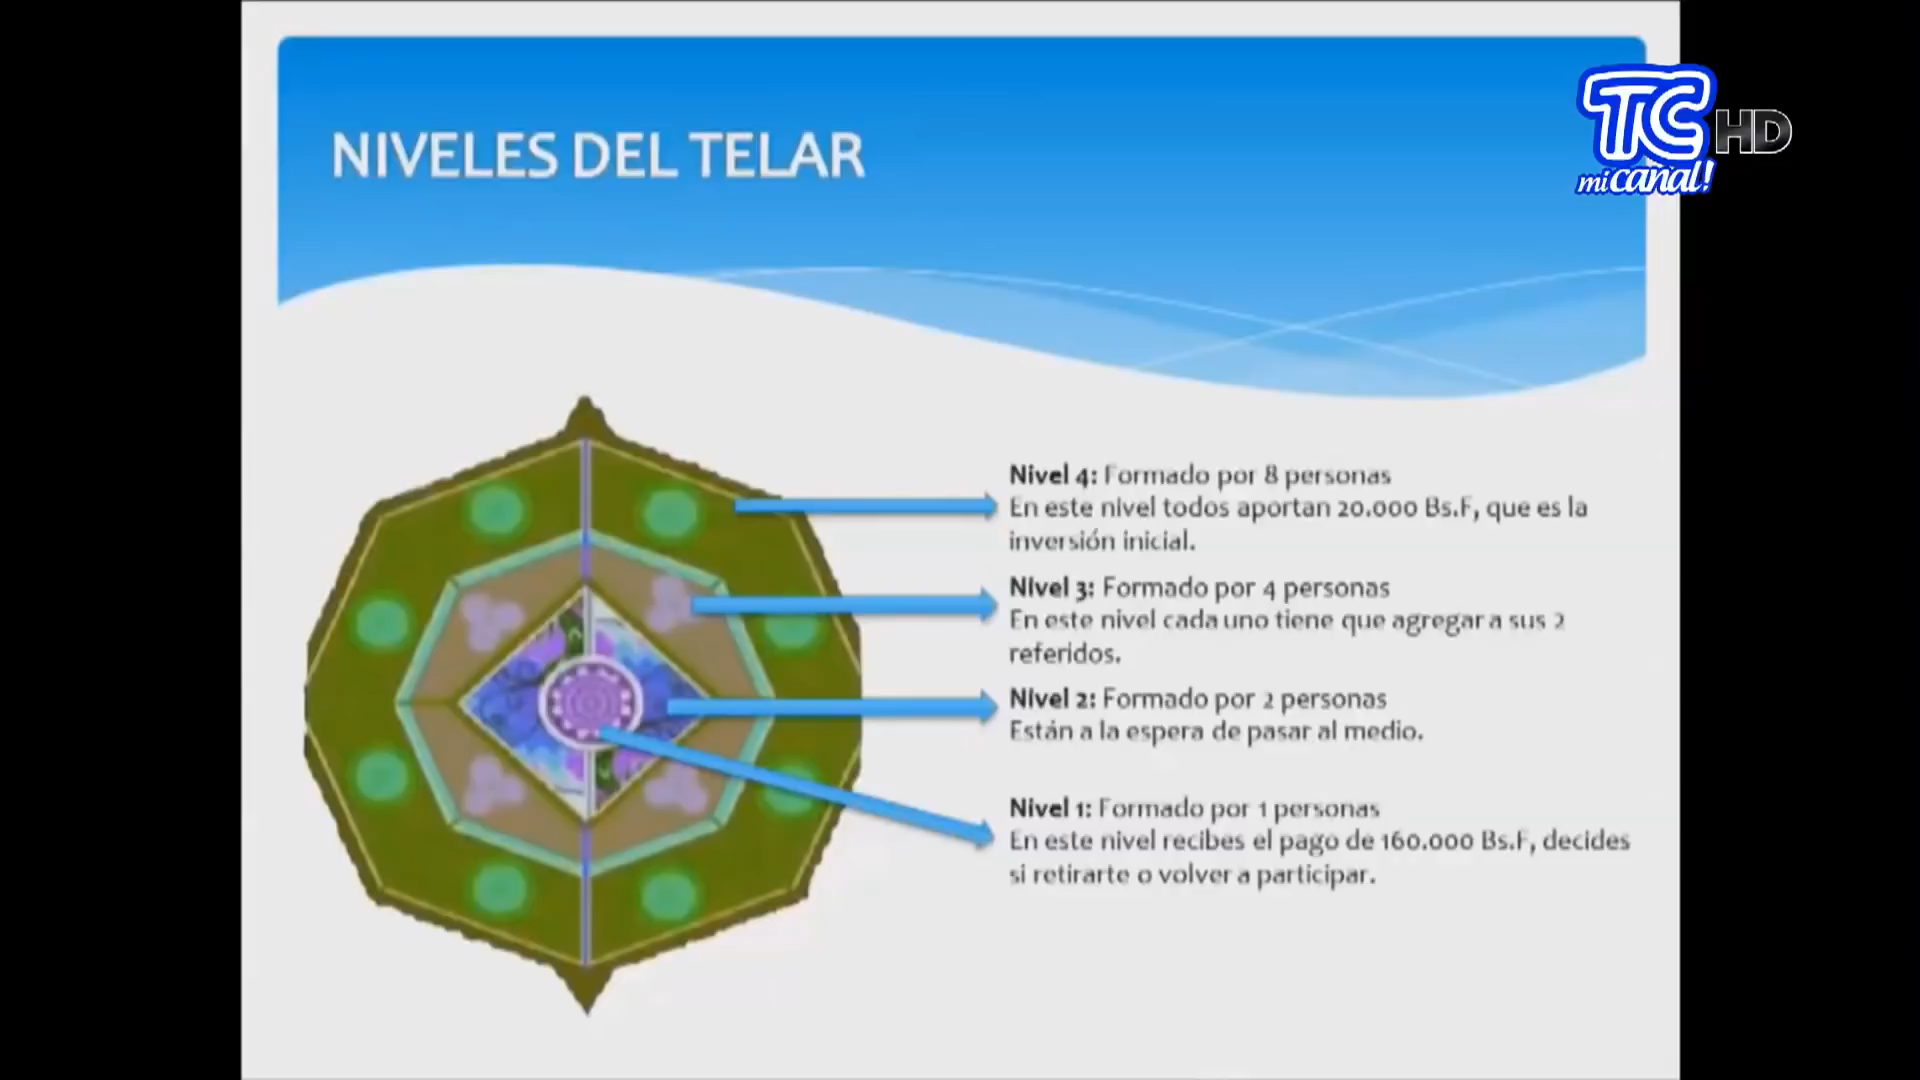 TC HD
mi canal!
NIVELES DEL TELAR
Nivel 4: Formado por 8 personas
En este nivel todos aportan 20.000 Bs.F, que es la
inversión inicial.
Nivel 3: Formado por 4 personas
En este nivel cada uno tiene que agregar a sus 2
referidos.
Nivel 2: Formado por 2 personas
Están a la espera de pasar al medio.
Nivel 1: Formado por 1 personas
En este nivel recibes el pago de 160.000 Bs.F, decides
si retirarte o volver a participar.